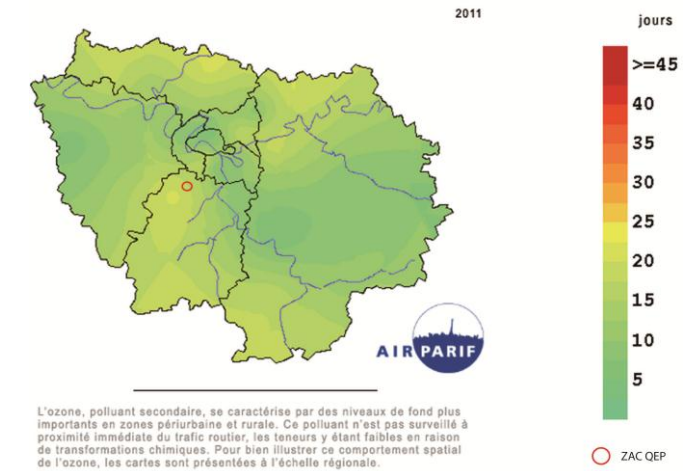 2011
jours
>=45
40
35
30
25
20
15
10
5
AIRPARIF
L'ozone, polluant secondaire, se caractérise par des niveaux de fond plus
importants en zones périurbaine et rurale. Ce polluant n'est pas surveillé à
proximité immédiate du trafic routier, les teneurs y étant faibles en raison
de transformations chimiques. Pour bien illustrer ce comportement spatial
de l'ozone, les cartes sont présentées à l'échelle régionale.
ZAC QEP